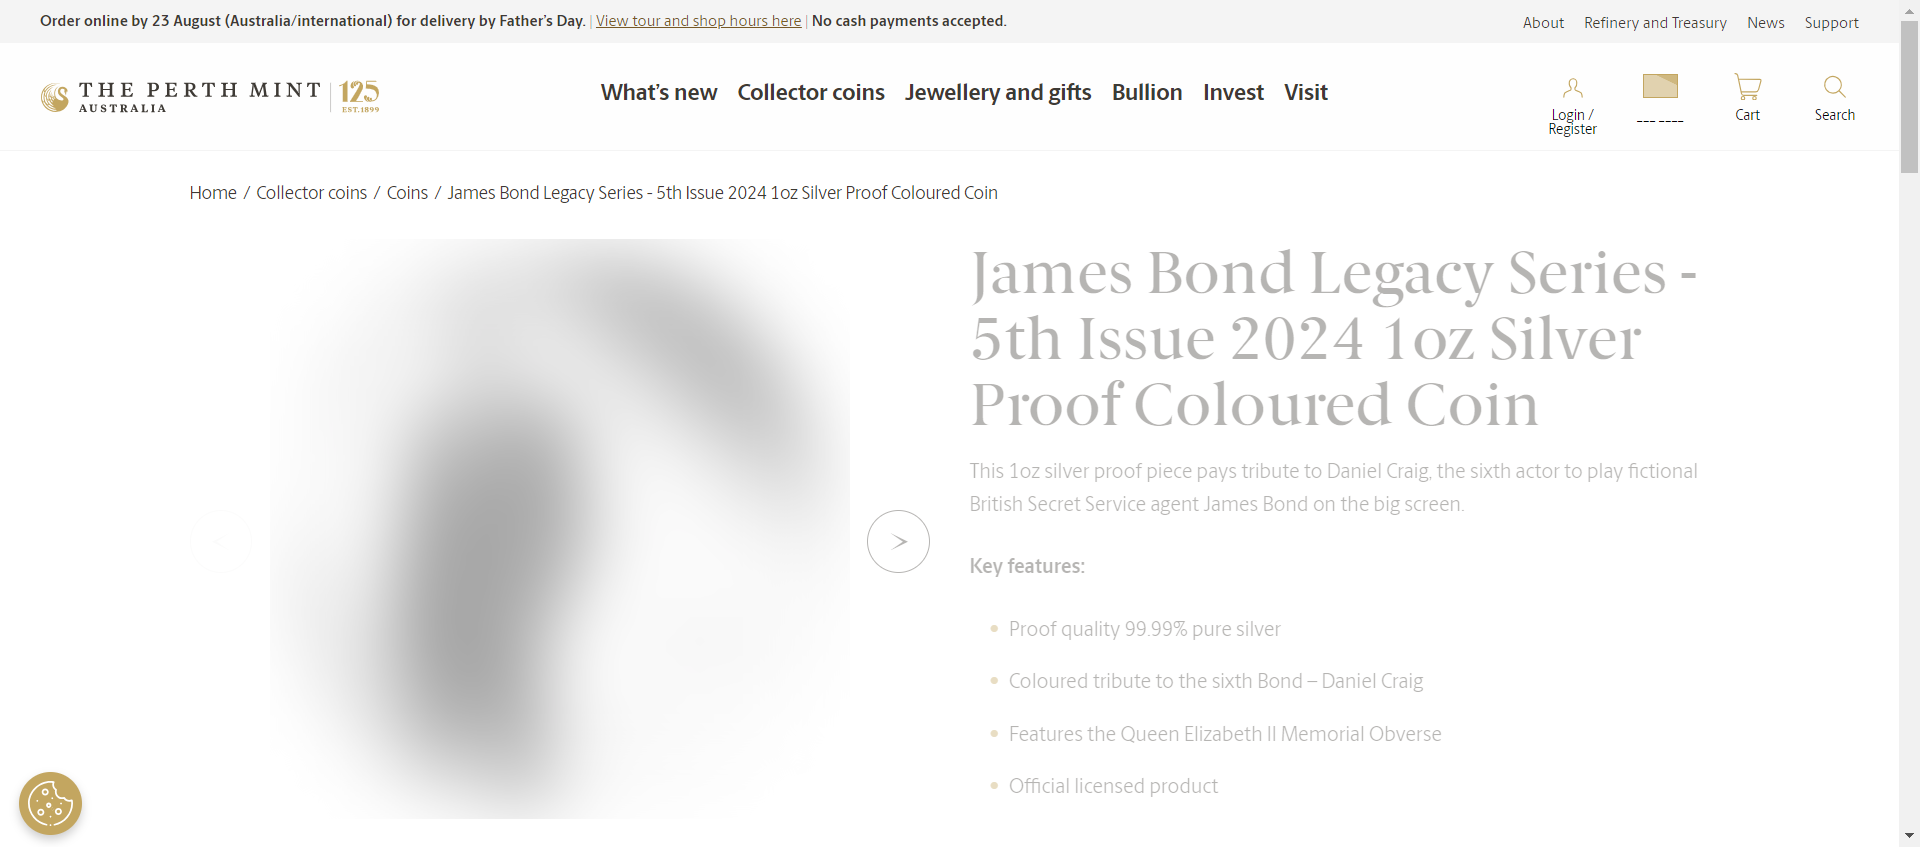 Order online by 23 August (Australia/international) for delivery by Father's Day. | View tour and shop hours here | No cash payments accepted.
About Refinery and Treasury News Support
THE PERTH MINT
AUSTRALIA
125
EST.1899
What's new Collector coins Jewellery and gifts Bullion Invest Visit
Login /
Register
--- ----
Cart
Search
Home / Collector coins / Coins / James Bond Legacy Series - 5th Issue 2024 1oz Silver Proof Coloured Coin
James Bond Legacy Series -
5th Issue 2024 1oz Silver
Proof Coloured Coin
This 1oz silver proof piece pays tribute to Daniel Craig, the sixth actor to play fictional
British Secret Service agent James Bond on the big screen.
Key features:
Proof quality 99.99% pure silver
Coloured tribute to the sixth Bond – Daniel Craig
Features the Queen Elizabeth II Memorial Obverse
Official licensed product